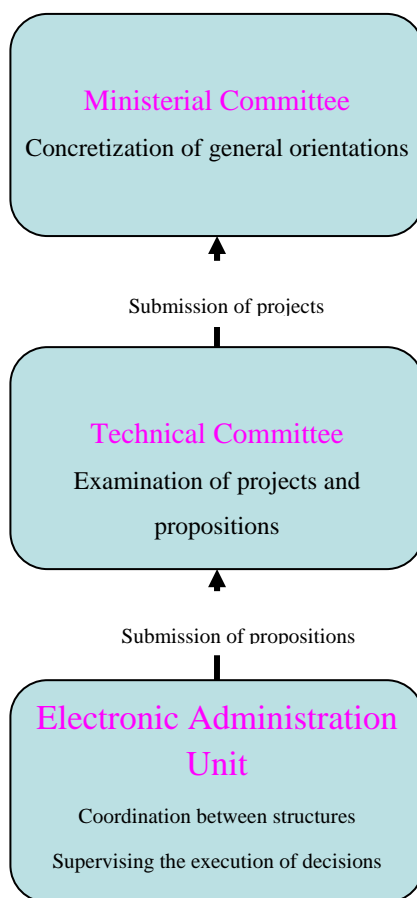 Ministerial Committee
Concretization of general orientations
Submission of projects
Technical Committee
Examination of projects and
propositions
Submission of propositions
Electronic Administration
Unit
Coordination between structures
Supervising the execution of decisions